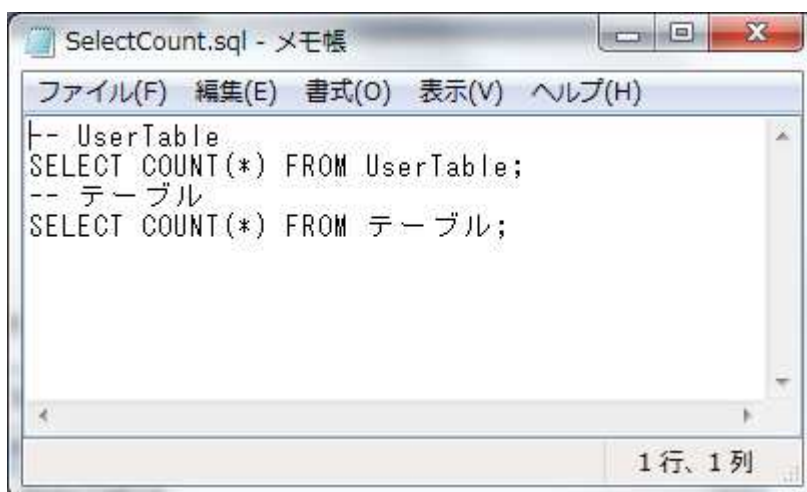 SelectCount.sql - メモ帳
ファイル(F) 編集(E) 書式(O) 表示(V) ヘルプ(H)
-- UserTable
SELECT COUNT(*) FROM UserTable;
-- テーブル
SELECT COUNT(*) FROM テーブル;
1行、1列